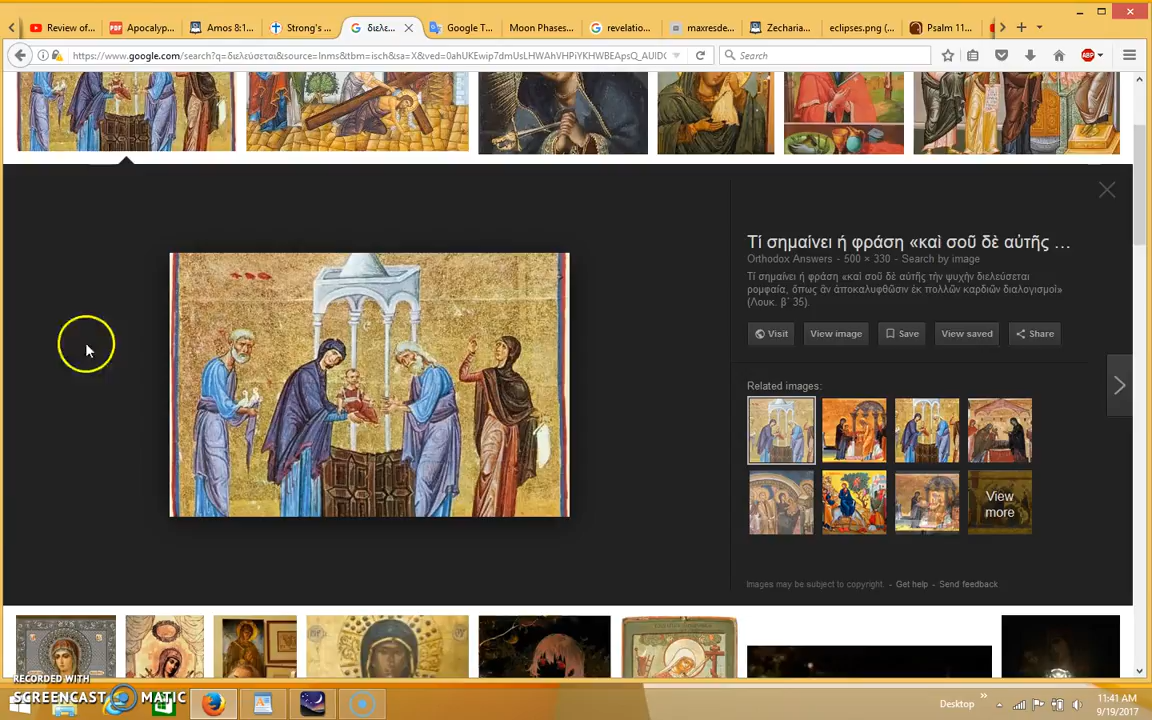 Review of...
Apocalyp...
Amos 8:1...
Strong's...
διελε...
Google T...
Moon Phases...
revelatio...
maxresde...
Zecharia...
eclipses.png (...
Psalm 11...
https://www.google.com/search?q=διελεύσεται&source=lnms&tbm=isch&sa=X&ved=0ahUKEwip7dmUsLHWAhVHPiYKHWBEApsQ_AUIDC
Search
Τί σημαίνει ή φράση «καὶ σοῦ δὲ αὐτῆς ...
Orthodox Answers - 500 × 330 - Search by image
Τί σημαίνει ή φράση «καὶ σοῦ δὲ αὐτῆς τὴν ψυχὴν διελεύσεται
ρομφαία, ὅπως ἂν ἀποκαλυφθῶσιν ἐκ πολλῶν καρδιῶν διαλογισμοὶ»
(Λουκ. β΄ 35).
Visit
View image
Save
View saved
Share
Related images:
View
more
Images may be subject to copyright. - Get help - Send feedback
RECORDED WITH
SCREENCAST MATIC
Desktop
11:41 AM
9/19/2017